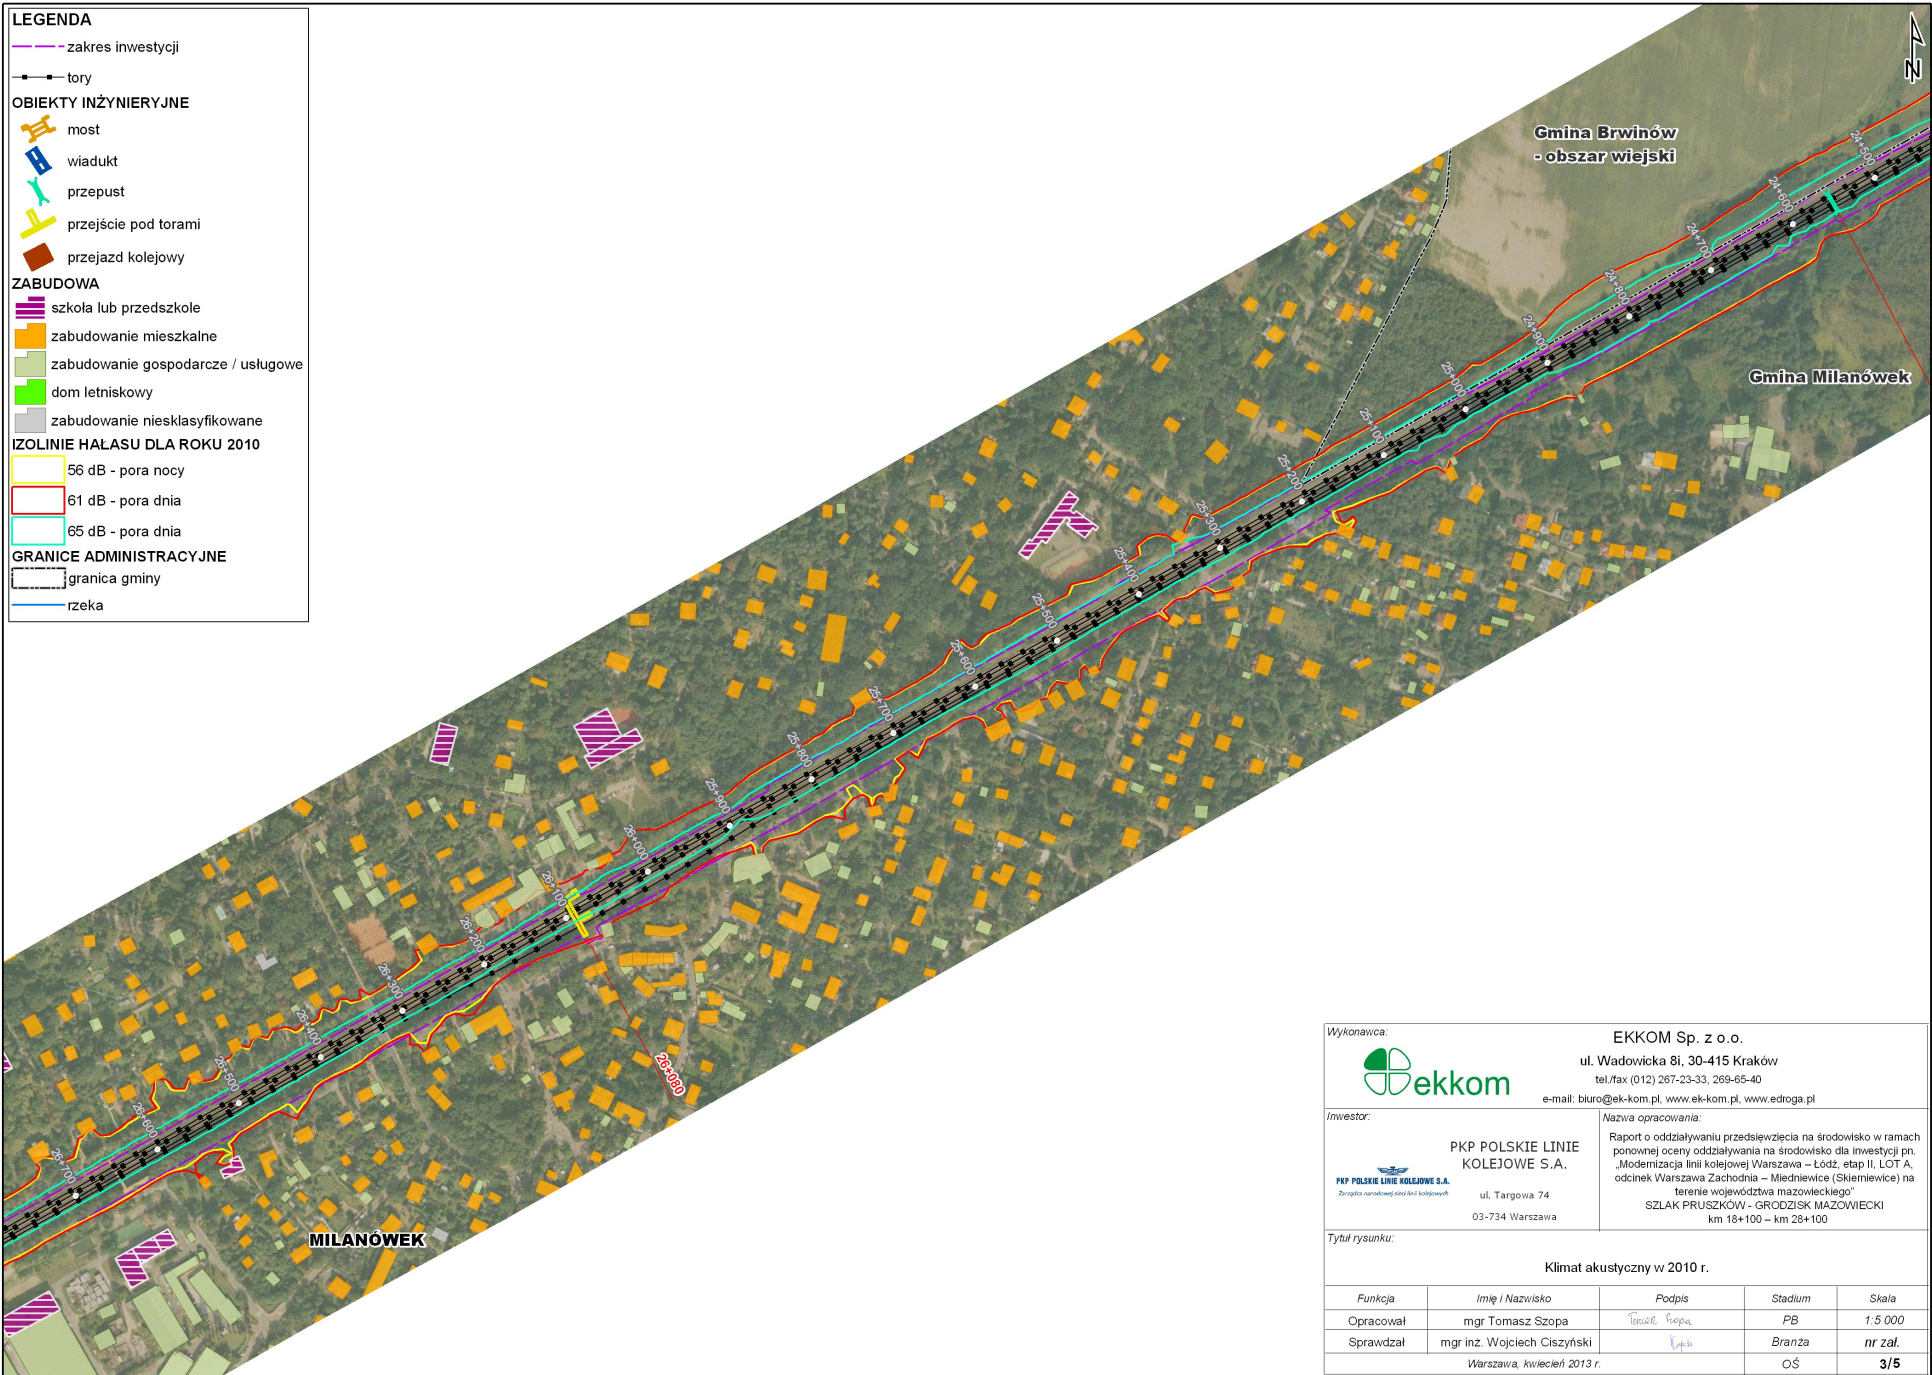 LEGENDA
zakres inwestycji
tory
OBIEKTY INŻYNIERYJNE
most
wiadukt
przepust
przejście pod torami
przejazd kolejowy
ZABUDOWA
szkoła lub przedszkole
zabudowanie mieszkalne
zabudowanie gospodarcze / usługowe
dom letniskowy
zabudowanie niesklasyfikowane
IZOLINIE HAŁASU DLA ROKU 2010
56 dB - pora nocy
61 dB - pora dnia
65 dB - pora dnia
GRANICE ADMINISTRACYJNE
granica gminy
rzeka
N
Gmina Brwinów
- obszar wiejski
Gmina Milanówek
24+500
24+600
24+700
24+800
24+900
25+000
25+100
25+200
25+300
25+400
25+500
25+600
25+700
25+800
25+900
26+000
26+100
26+200
26+300
26+400
26+500
26+600
26+700
26+080
MILANÓWEK
Wykonawca:
ekkom
EKKOM Sp. z o.o.
ul. Wadowicka 8i, 30-415 Kraków
tel./fax (012) 267-23-33, 269-65-40
e-mail: biuro@ek-kom.pl, www.ek-kom.pl, www.edroga.pl
Inwestor:
PKP POLSKIE LINIE KOLEJOWE S.A.
Zarządca narodowej sieci linii kolejowych
PKP POLSKIE LINIE
KOLEJOWE S.A.
ul. Targowa 74
03-734 Warszawa
Nazwa opracowania:
Raport o oddziaływaniu przedsięwzięcia na środowisko w ramach
ponownej oceny oddziaływania na środowisko dla inwestycji pn.
„Modernizacja linii kolejowej Warszawa – Łódź, etap II, LOT A,
odcinek Warszawa Zachodnia – Miedniewice (Skierniewice) na
terenie województwa mazowieckiego”
SZLAK PRUSZKÓW - GRODZISK MAZOWIECKI
km 18+100 – km 28+100
Tytuł rysunku:
Klimat akustyczny w 2010 r.
Funkcja Imię i Nazwisko Podpis Stadium Skala
Opracował mgr Tomasz Szopa Tomasz Szopa PB 1:5 000
Sprawdzał mgr inż. Wojciech Ciszyński Branża nr zał.
Warszawa, kwiecień 2013 r. OŚ 3/5